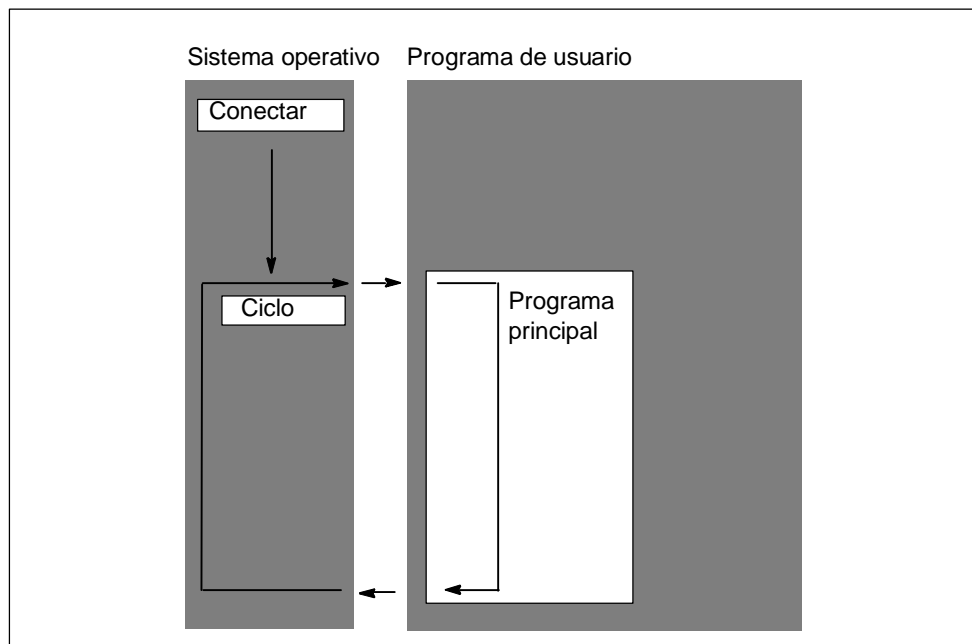 Sistema operativo
Programa de usuario
Conectar
Ciclo
Programa
principal